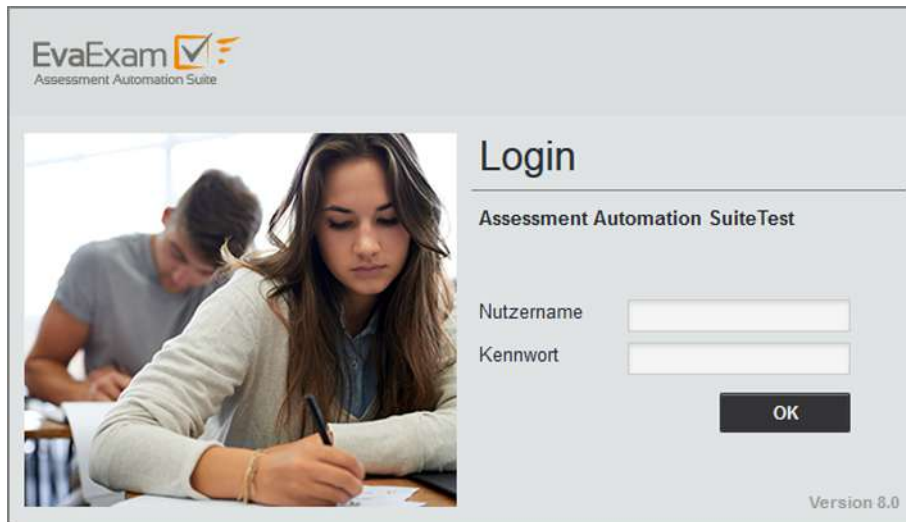 EvaExam
Assessment Automation Suite
Login
Assessment Automation SuiteTest
Nutzername
Kennwort
OK
Version 8.0